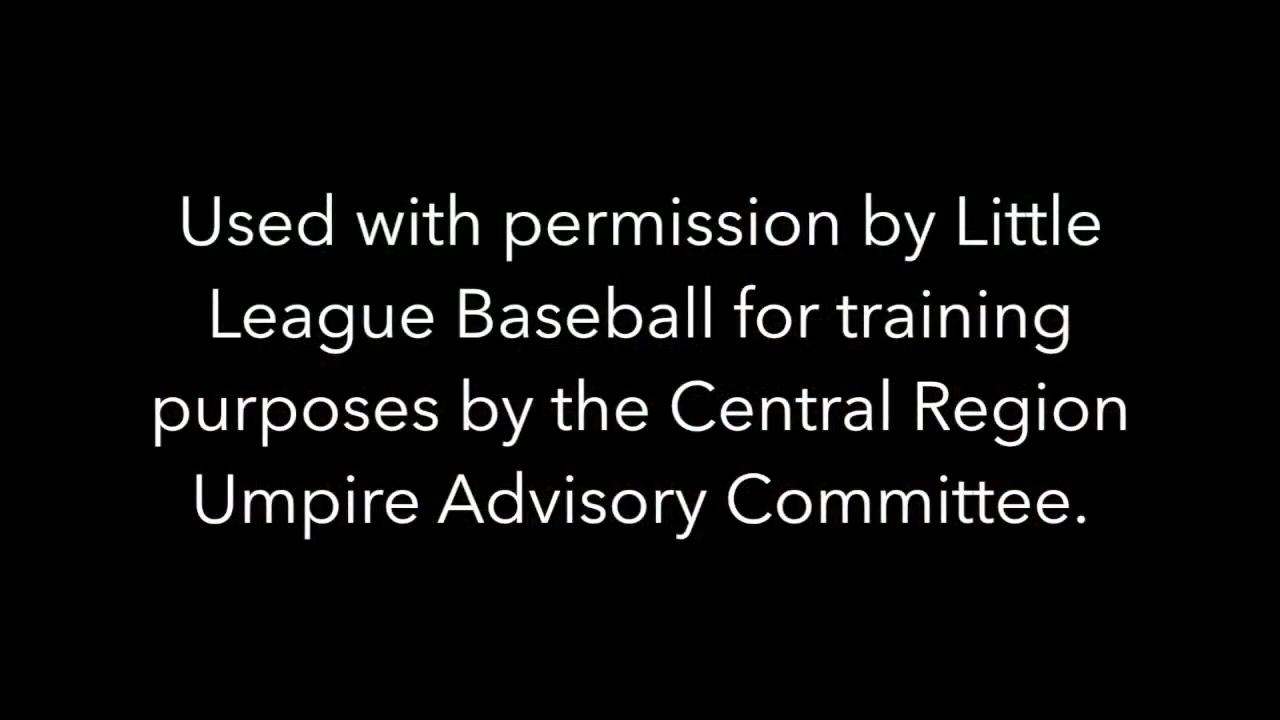 Used with permission by Little
League Baseball for training
purposes by the Central Region
Umpire Advisory Committee.